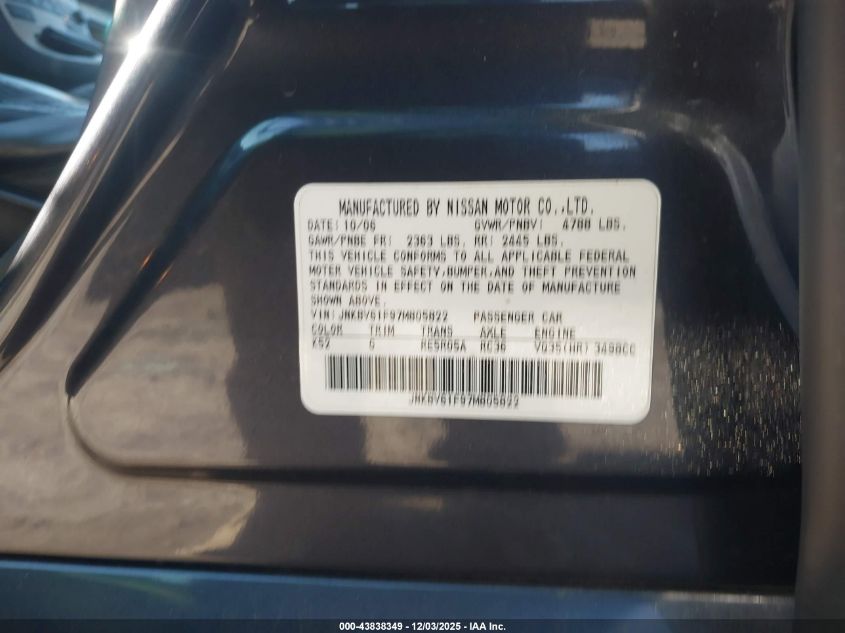 MANUFACTURED BY NISSAN MOTOR CO.,LTD.
DATE:10/06 GVWR/PNBV: 4788 LBS.
GAWR/PNBE FR: 2363 LBS. RR: 2445 LBS.
THIS VEHICLE CONFORMS TO ALL APPLICABLE FEDERAL
MOTOR VEHICLE SAFETY,BUMPER,AND THEFT PREVENTION
STANDARDS IN EFFECT ON THE DATE OF MANUFACTURE
SHOWN ABOVE.
VIN:JNKBV61F97M805822 PASSENGER CAR
COLOR TRIM TRANS AXLE ENGINE
K52 G RE5R05A RC36 VQ35(HR) 3498CC
JNKBV61F97M805822
000-43838349 - 12/03/2025 - IAA Inc.